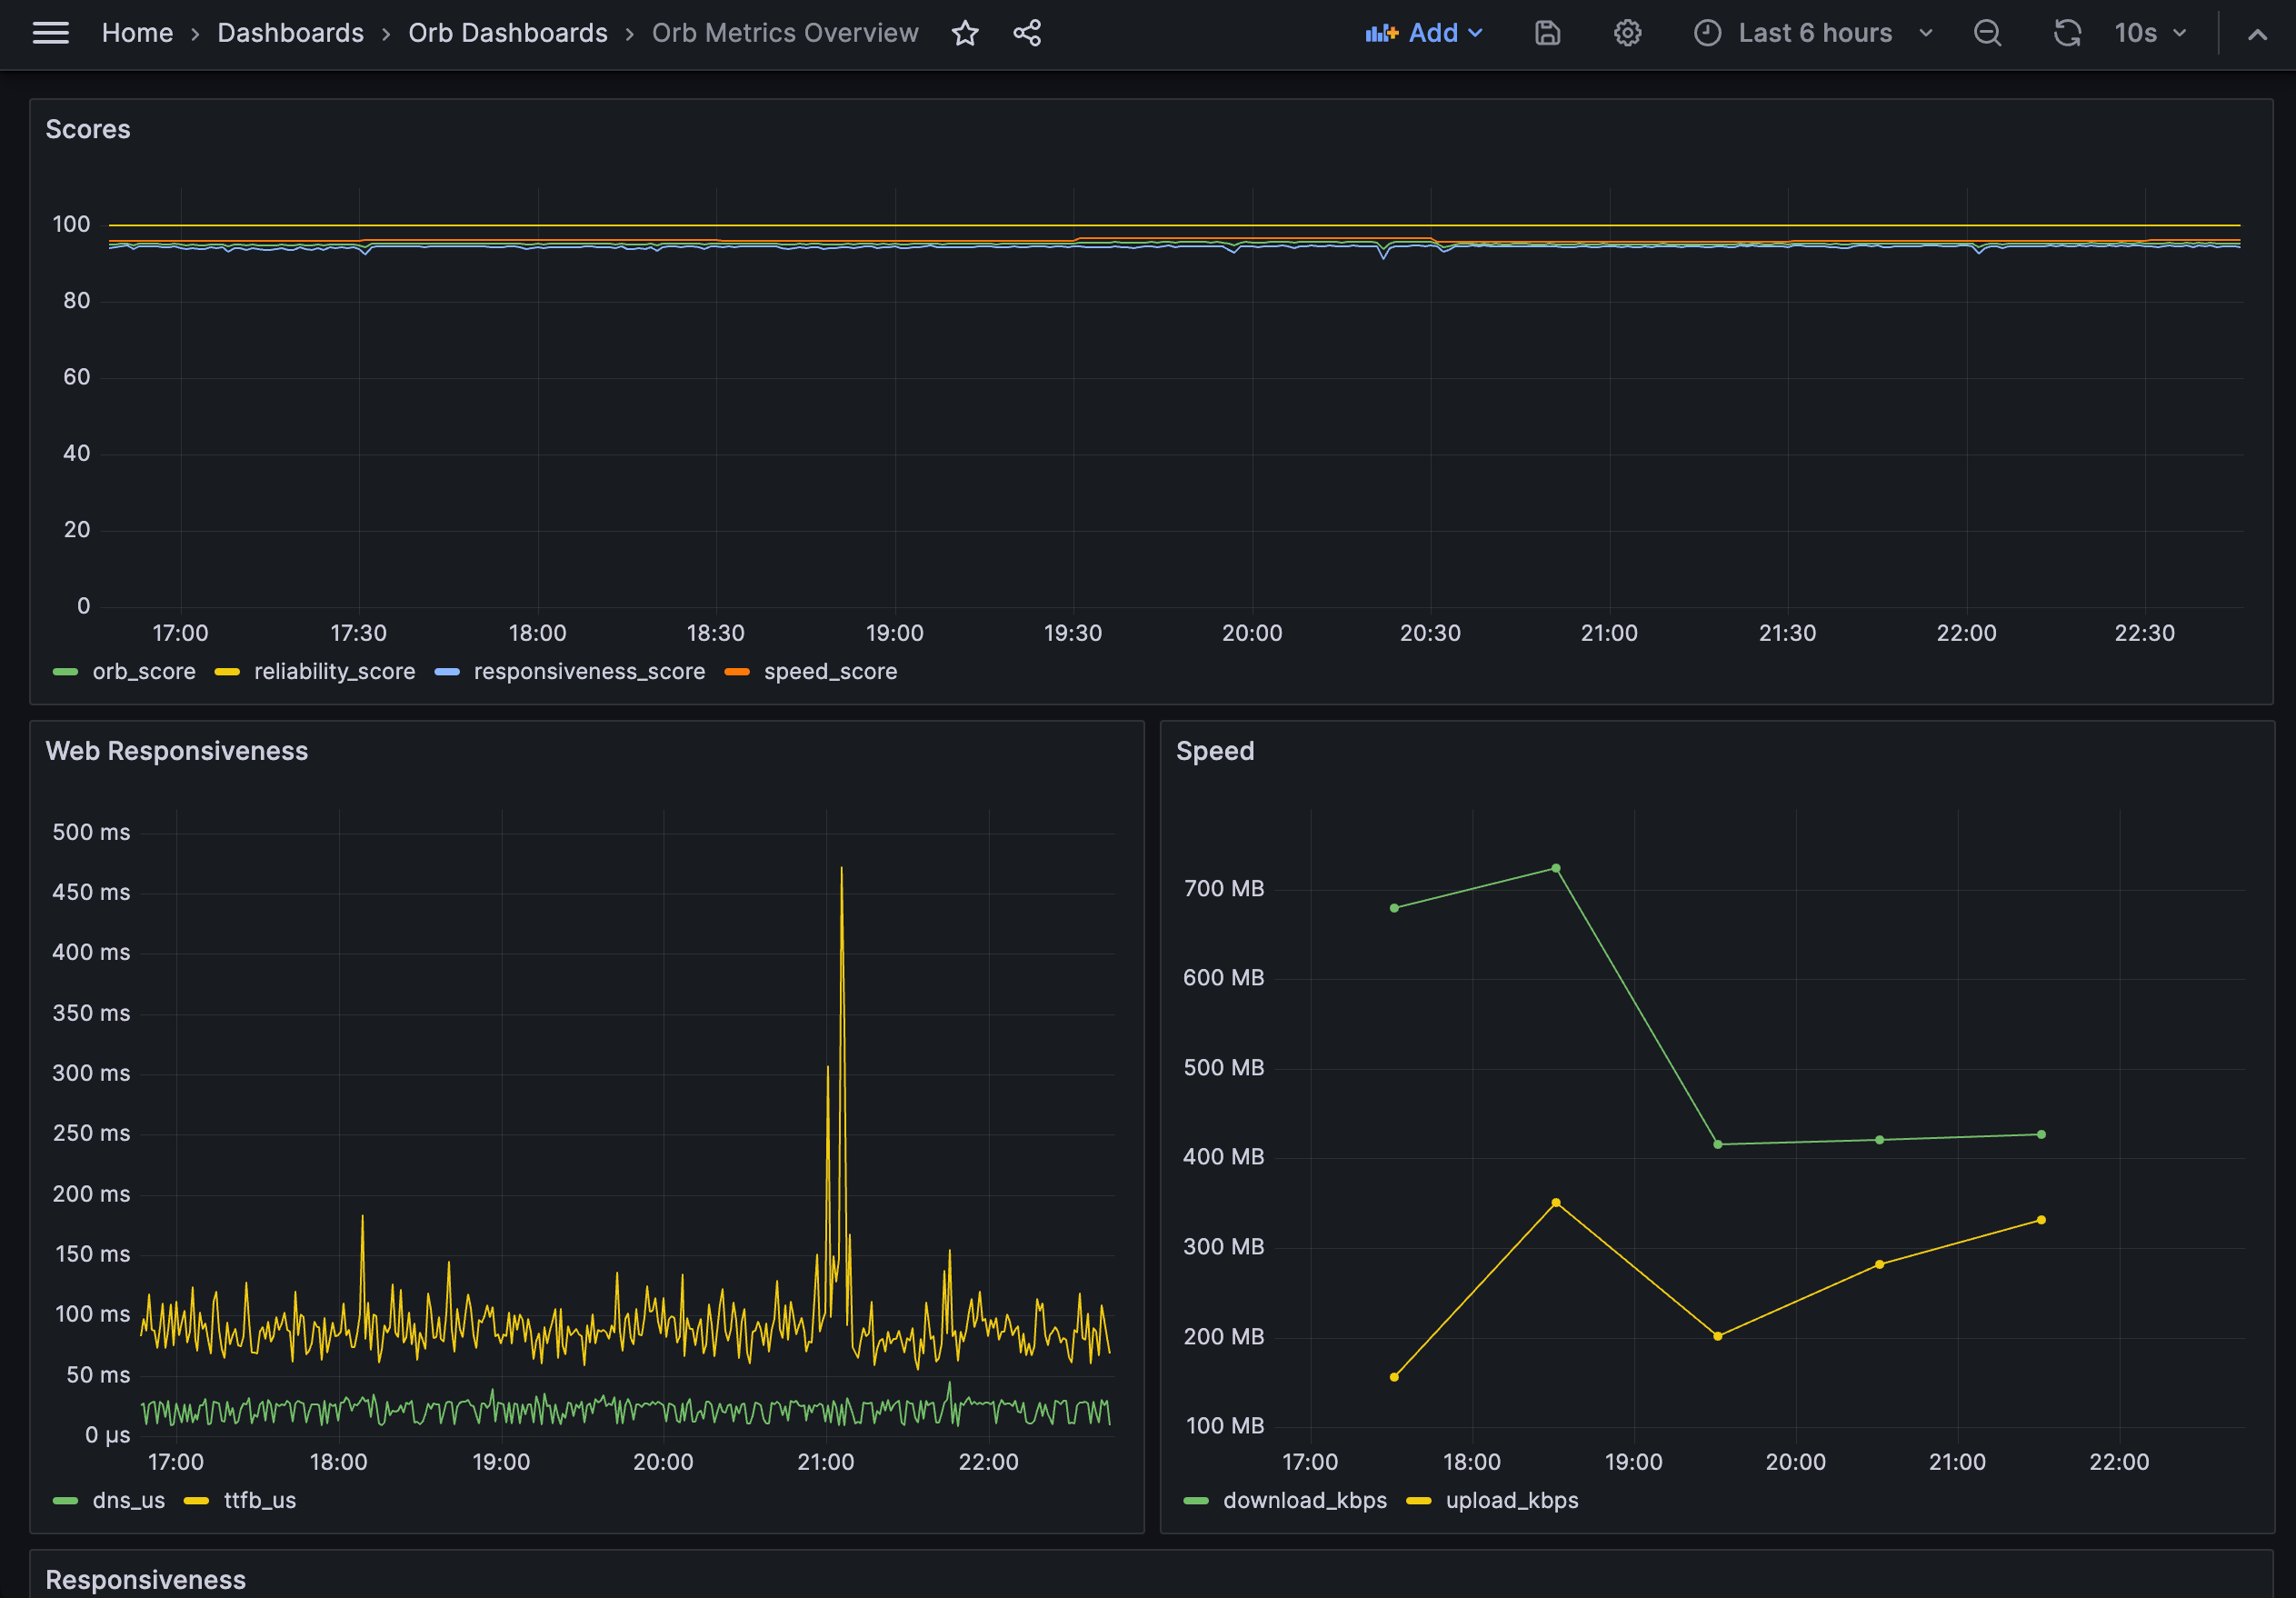 Home › Dashboards › Orb Dashboards › Orb Metrics Overview Add Last 6 hours 10s
Scores
100
80
60
40
20
0
17:00 17:30 18:00 18:30 19:00 19:30 20:00 20:30 21:00 21:30 22:00 22:30
orb_score reliability_score responsiveness_score speed_score
Web Responsiveness
500 ms
450 ms
400 ms
350 ms
300 ms
250 ms
200 ms
150 ms
100 ms
50 ms
0 µs
17:00 18:00 19:00 20:00 21:00 22:00
dns_us ttfb_us
Speed
700 MB
600 MB
500 MB
400 MB
300 MB
200 MB
100 MB
17:00 18:00 19:00 20:00 21:00 22:00
download_kbps upload_kbps
Responsiveness